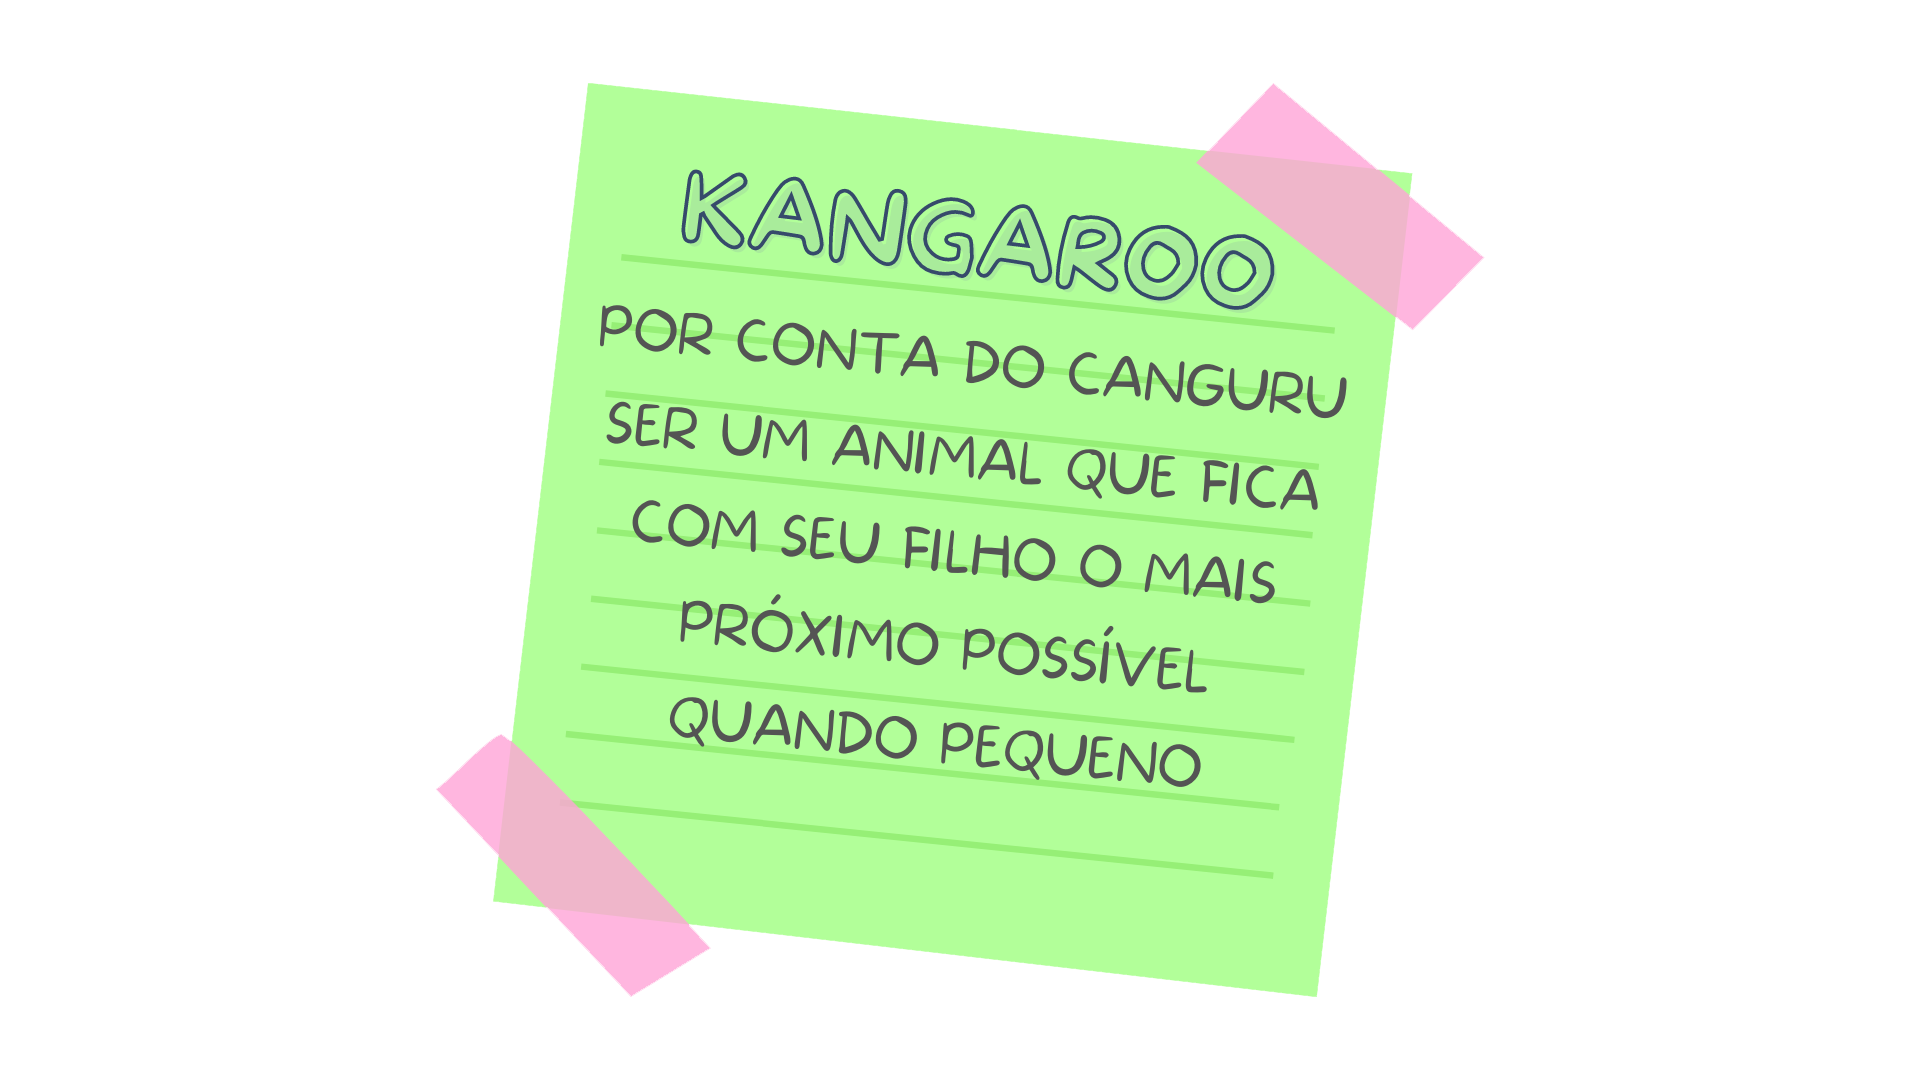 KANGAROO
POR CONTA DO CANGURU
SER UM ANIMAL QUE FICA
COM SEU FILHO O MAIS
PRÓXIMO POSSÍVEL
QUANDO PEQUENO